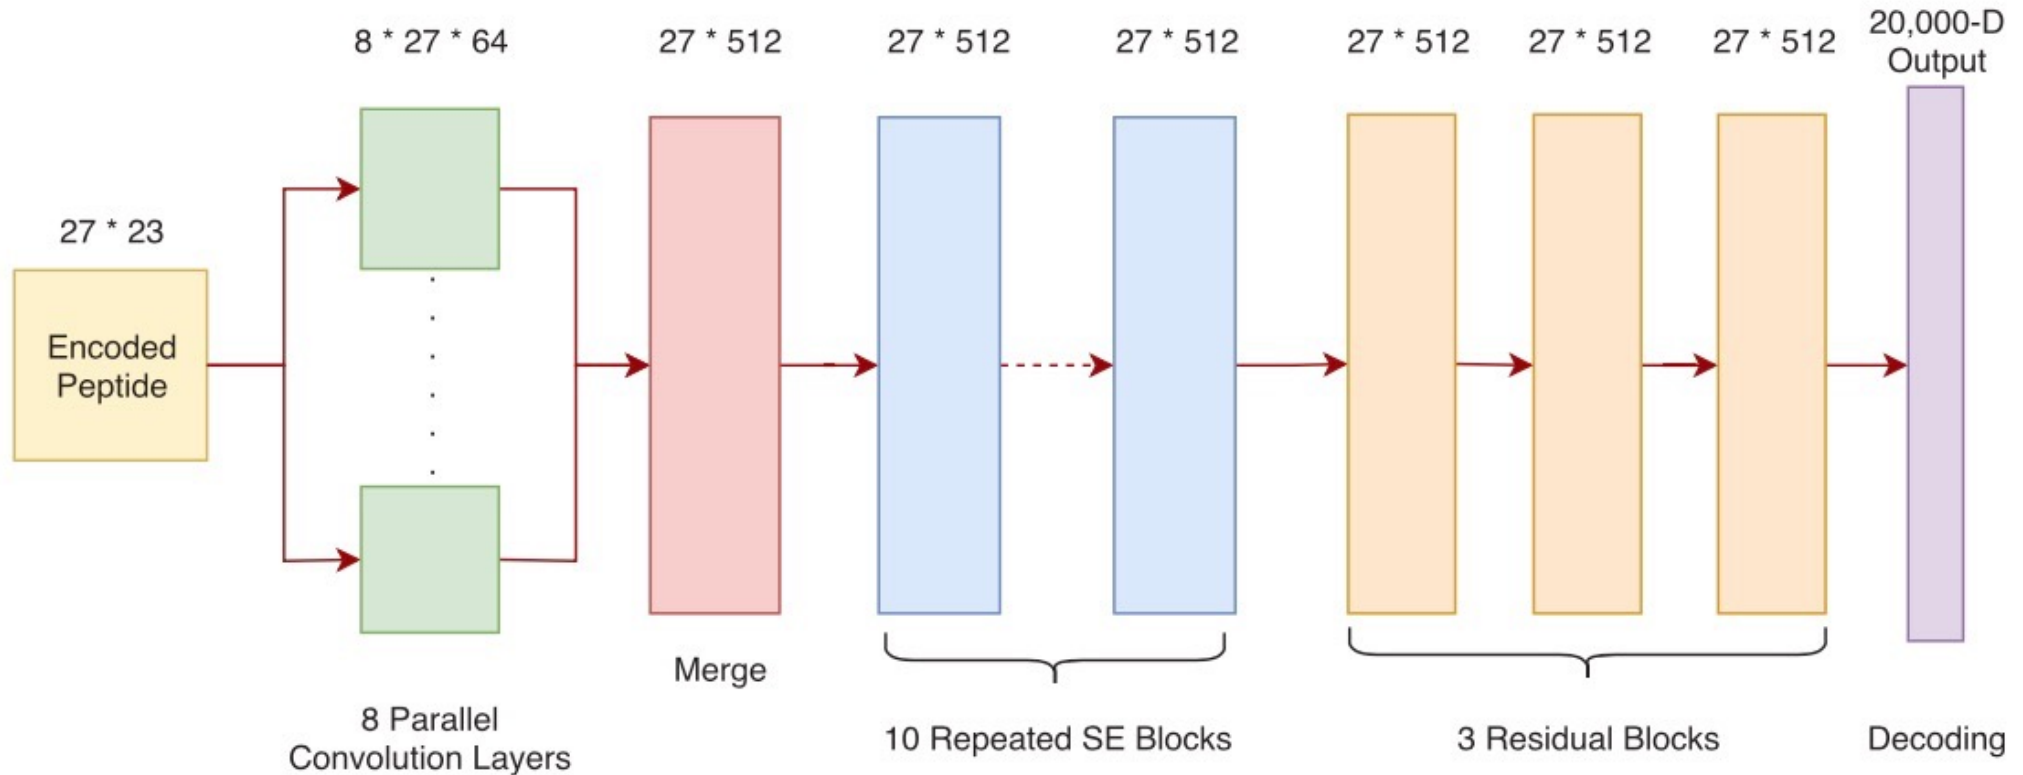 8 * 27 * 64
27 * 512
27 * 512
27 * 512
27 * 512
27 * 512
27 * 512
20,000-D
Output
27 * 23
Encoded
Peptide
Merge
8 Parallel
Convolution Layers
10 Repeated SE Blocks
3 Residual Blocks
Decoding